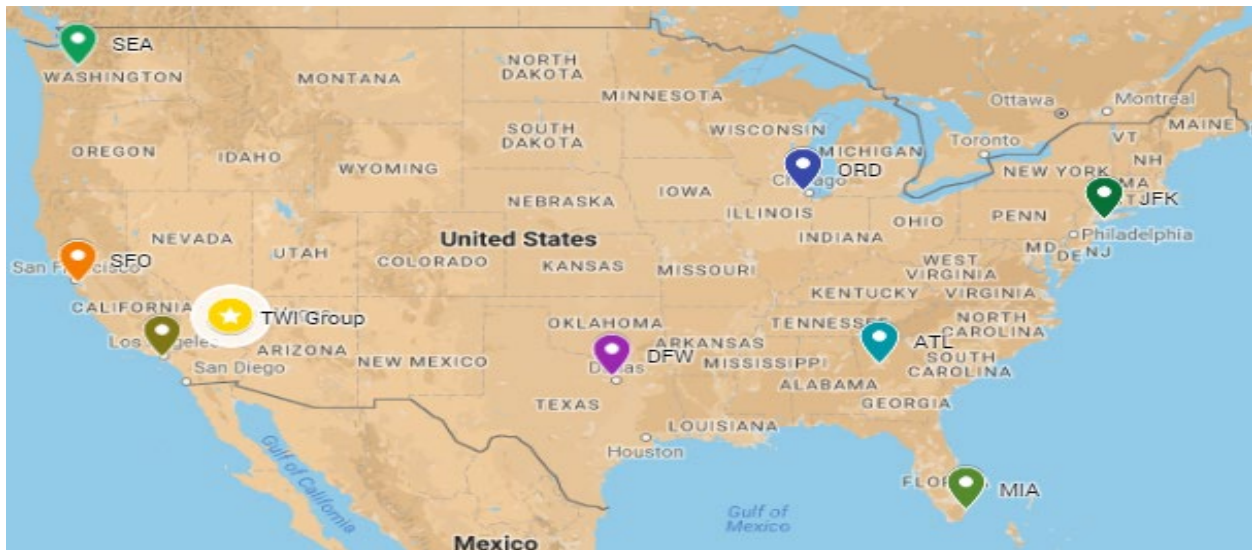 SEA
WASHINGTON
MONTANA
NORTH
DAKOTA
MINNESOTA
Ottawa
Montreal
MAINE
VT
NH
OREGON
IDAHO
WYOMING
SOUTH
DAKOTA
WISCONSIN
MICHIGAN
Toronto
NEW YORK
MA
ORD
JFK
IOWA
NEBRASKA
ILLINOIS
INDIANA
OHIO
PENN
Philadelphia
MD
DE
NJ
SFO
NEVADA
UTAH
COLORADO
United States
KANSAS
MISSOURI
WEST
VIRGINIA
KENTUCKY
VIRGINIA
CALIFORNIA
TWI Group
ARIZONA
NEW MEXICO
OKLAHOMA
ARKANSAS
TENNESSEE
NORTH
CAROLINA
ATL
SOUTH
CAROLINA
DFW
MISSISSIPPI
ALABAMA
GEORGIA
San Diego
TEXAS
LOUISIANA
Houston
MIA
Gulf of California
Gulf of
Mexico
Mexico